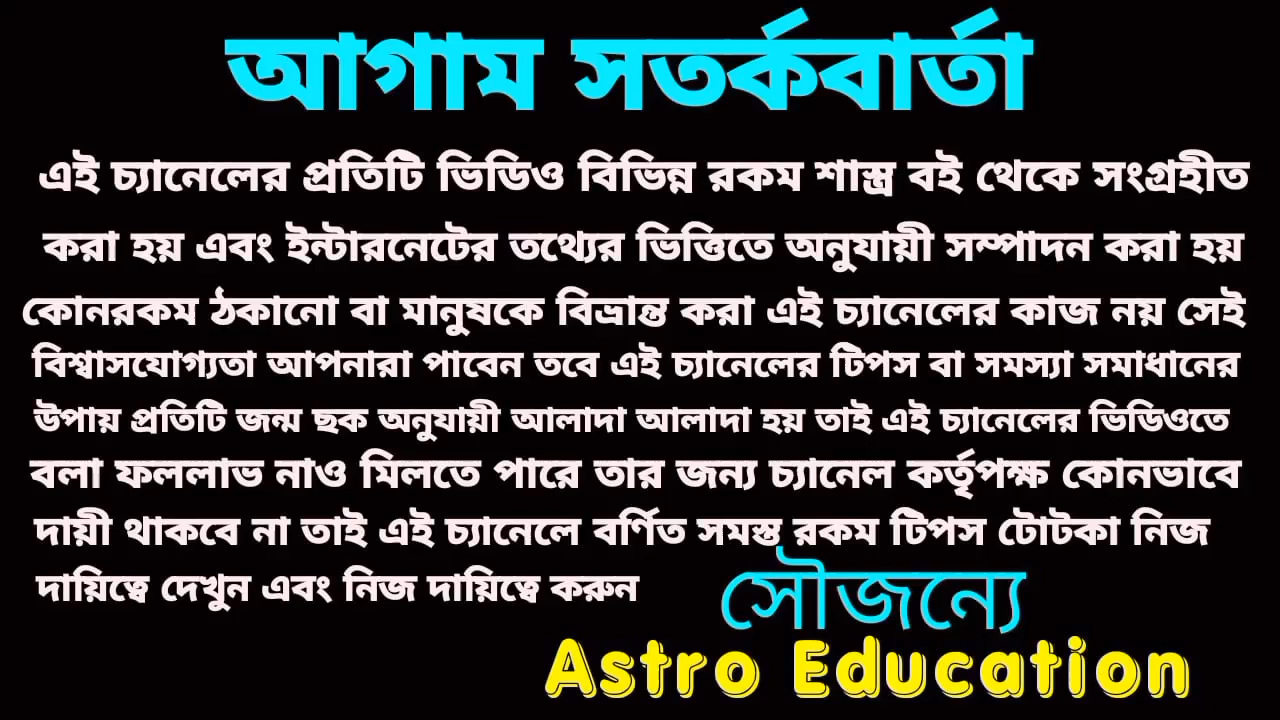 আগাম সতর্কবার্তা
এই চ্যানেলের প্রতিটি ভিডিও বিভিন্ন রকম শাস্ত্র বই থেকে সংগ্রহীত
করা হয় এবং ইন্টারনেটের তথ্যের ভিত্তিতে অনুযায়ী সম্পাদন করা হয়
কোনরকম ঠকানো বা মানুষকে বিভ্রান্ত করা এই চ্যানেলের কাজ নয় সেই
বিশ্বাসযোগ্যতা আপনারা পাবেন তবে এই চ্যানেলের টিপস বা সমস্যা সমাধানের
উপায় প্রতিটি জন্ম ছক অনুযায়ী আলাদা আলাদা হয় তাই এই চ্যানেলের ভিডিওতে
বলা ফললাভ নাও মিলতে পারে তার জন্য চ্যানেল কর্তৃপক্ষ কোনভাবে
দায়ী থাকবে না তাই এই চ্যানেলে বর্ণিত সমস্ত রকম টিপস টোটকা নিজ
দায়িত্বে দেখুন এবং নিজ দায়িত্বে করুন
সৌজন্যে
Astro Education